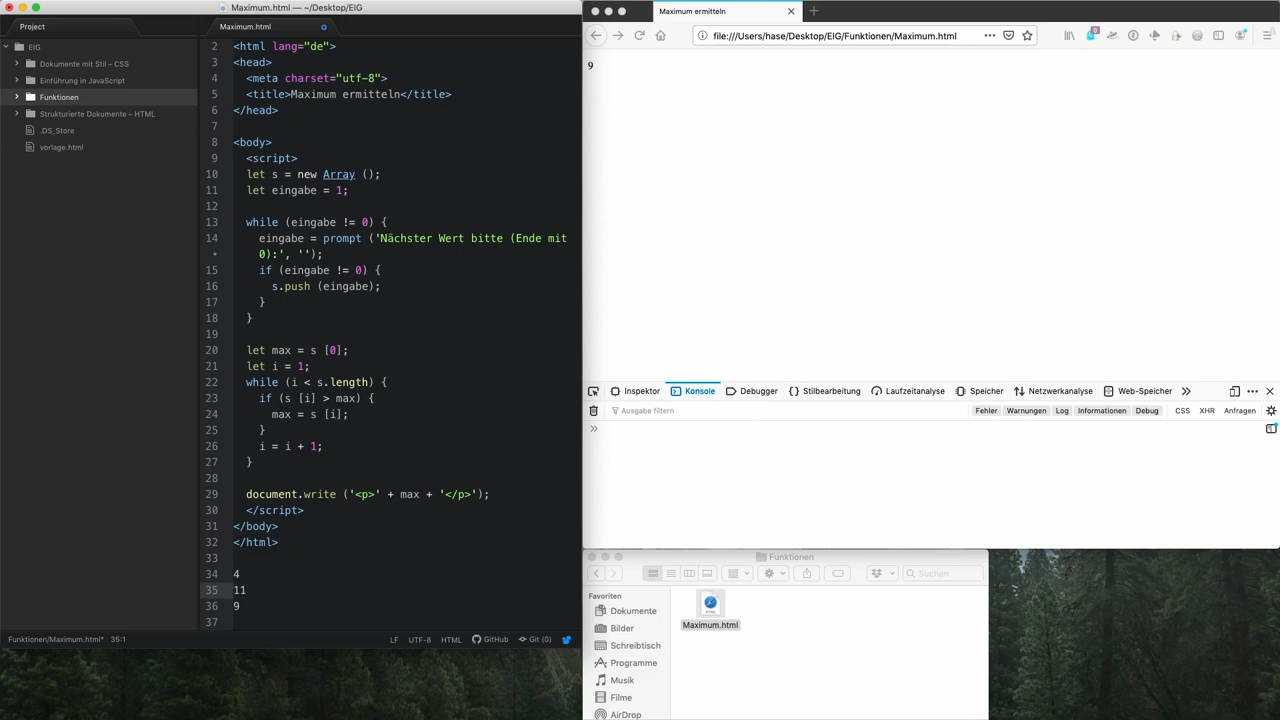 Maximum.html — ~/Desktop/EIG
Project
Maximum.html
EIG
Dokumente mit Stil – CSS
Einführung in JavaScript
Funktionen
Strukturierte Dokumente – HTML
.DS_Store
vorlage.html
2 <html lang="de">
3 <head>
4 <meta charset="utf-8">
5 <title>Maximum ermitteln</title>
6 </head>
7
8 <body>
9 <script>
10 let s = new Array ();
11 let eingabe = 1;
12
13 while (eingabe != 0) {
14 eingabe = prompt ('Nächster Wert bitte (Ende mit
• 0):', '');
15 if (eingabe != 0) {
16 s.push (eingabe);
17 }
18 }
19
20 let max = s [0];
21 let i = 1;
22 while (i < s.length) {
23 if (s [i] > max) {
24 max = s [i];
25 }
26 i = i + 1;
27 }
28
29 document.write ('<p>' + max + '</p>');
30 </script>
31 </body>
32 </html>
33
34 4
35 11
36 9
37
Funktionen/Maximum.html* 35:1 LF UTF-8 HTML GitHub Git (0)
Maximum ermitteln
file:///Users/hase/Desktop/EIG/Funktionen/Maximum.html
9
Inspektor Konsole Debugger Stilbearbeitung Laufzeitanalyse Speicher Netzwerkanalyse Web-Speicher
Ausgabe filtern Fehler Warnungen Log Informationen Debug CSS XHR Anfragen
Funktionen
Suchen
Favoriten
Dokumente
Bilder
Schreibtisch
Programme
Musik
Filme
AirDrop
Maximum.html